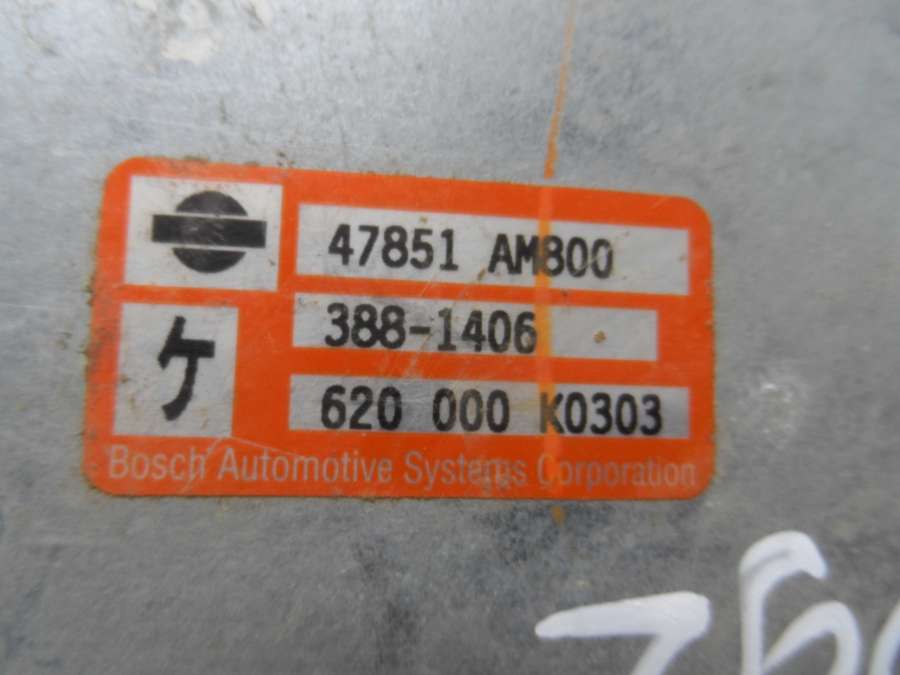 47851 AM800
388-1406
ケ
620 000 K0303
Bosch Automotive Systems Corporation